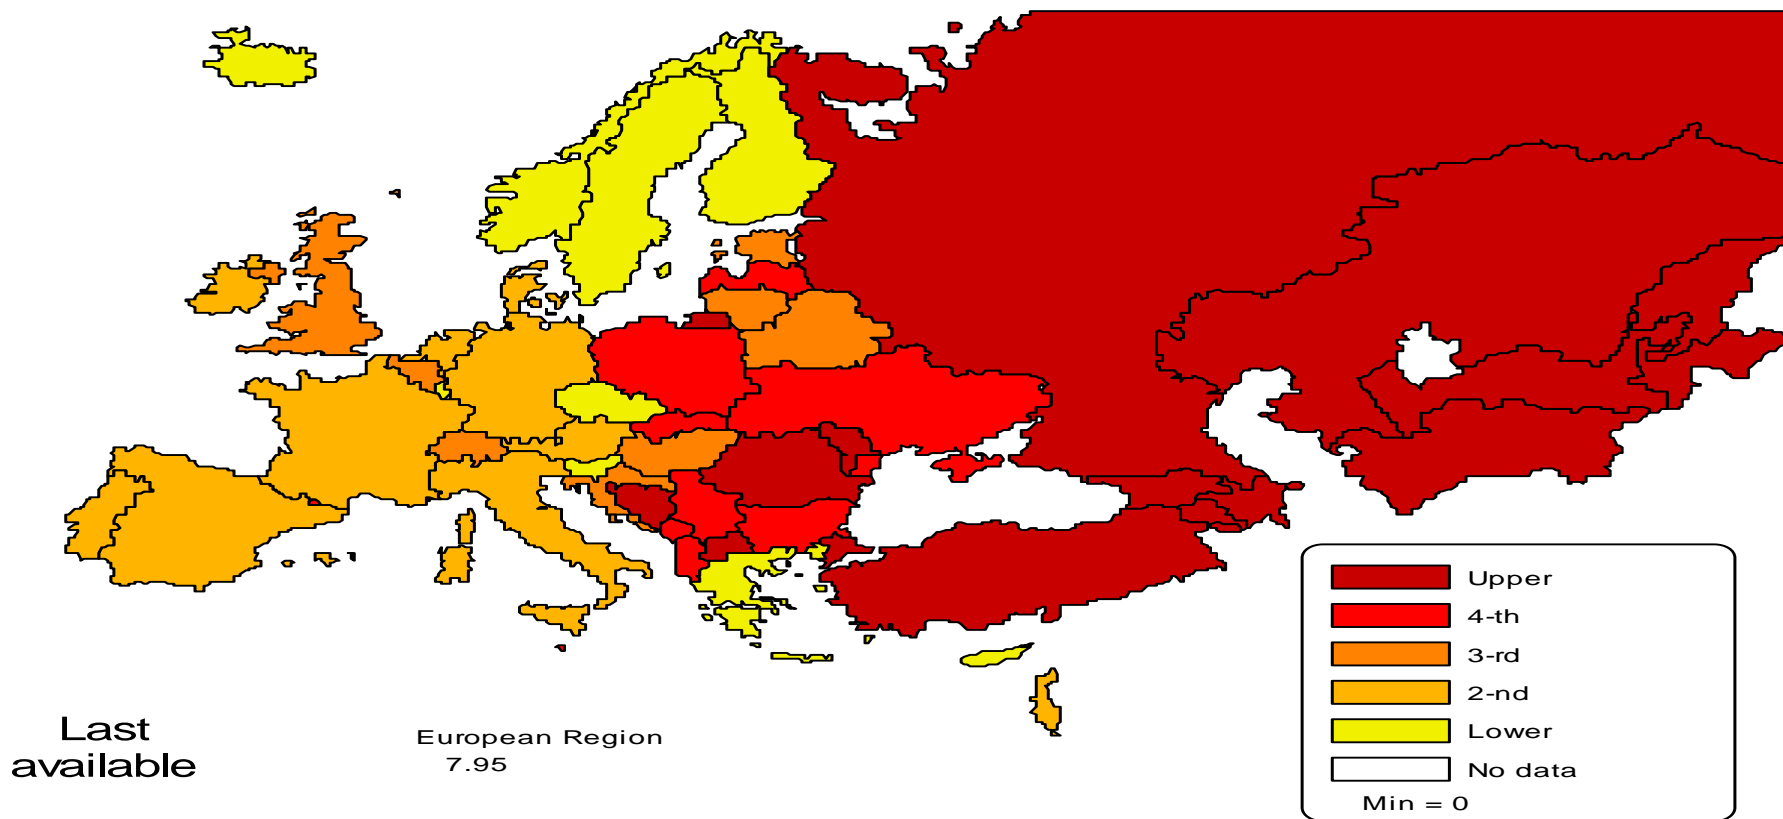 Last
available
European Region
7.95
Upper
4-th
3-rd
2-nd
Lower
No data
Min = 0